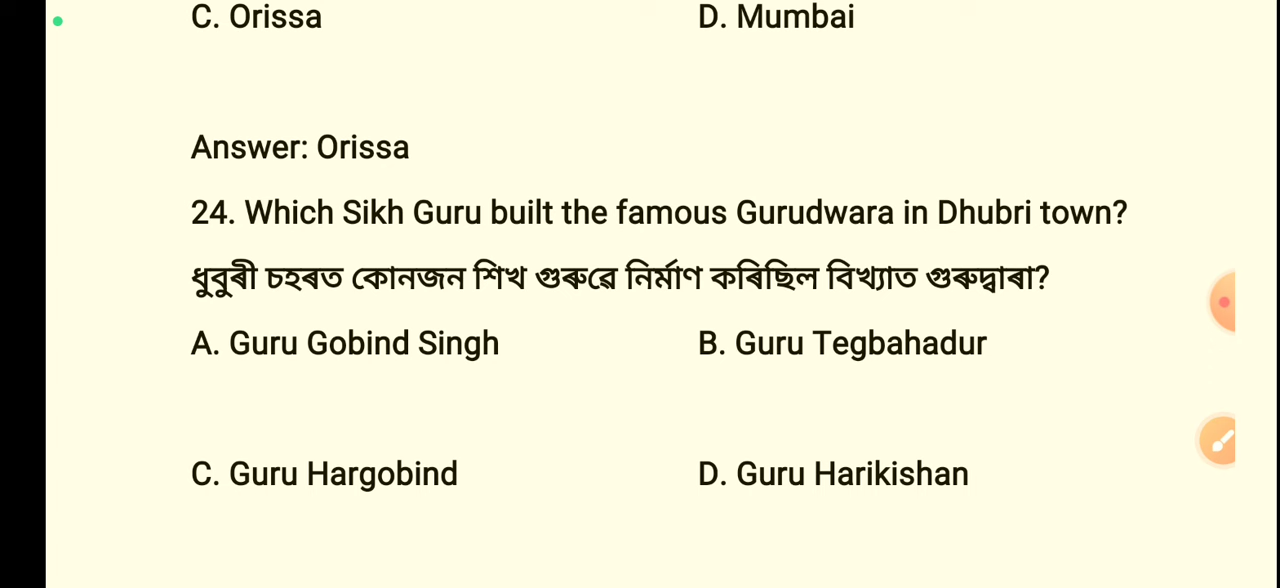 C. Orissa D. Mumbai
Answer: Orissa
24. Which Sikh Guru built the famous Gurudwara in Dhubri town?
ধুবুৰী চহৰত কোনজন শিখ গুৰুৱে নিৰ্মাণ কৰিছিল বিখ্যাত গুৰুদ্বাৰা?
A. Guru Gobind Singh B. Guru Tegbahadur
C. Guru Hargobind D. Guru Harikishan